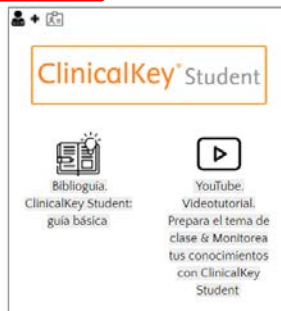 ClinicalKey® Student
Biblioguía.
ClinicalKey Student:
guía básica
YouTube.
Videotutorial.
Prepara el tema de
clase & Monitorea
tus conocimientos
con ClinicalKey
Student